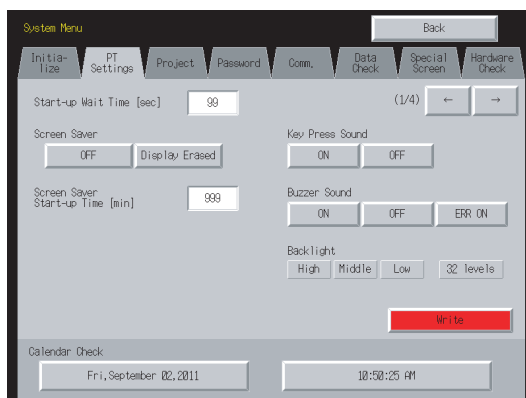 System Menu
Back
Initia-
lize
PT
Settings
Project
Password
Comm.
Data
Check
Special
Screen
Hardware
Check
Start-up Wait Time [sec]
99
(1/4)
←
→
Screen Saver
OFF
Display Erased
Key Press Sound
ON
OFF
Screen Saver
Start-up Time [min]
999
Buzzer Sound
ON
OFF
ERR ON
Backlight
High
Middle
Low
32 levels
Write
Calendar Check
Fri,September 02,2011
10:50:25 AM